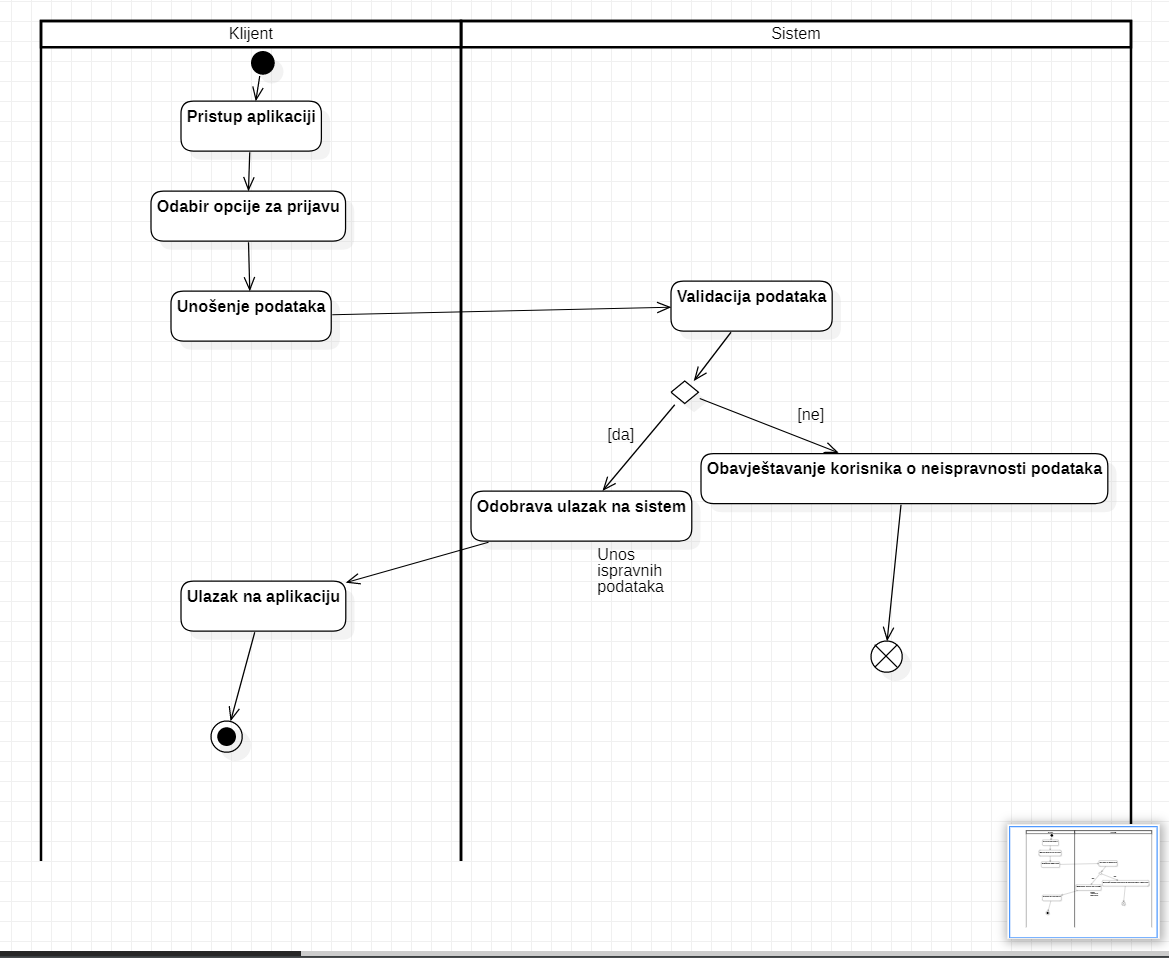 Klijent
Sistem
Pristup aplikaciji
Odabir opcije za prijavu
Unošenje podataka
Validacija podataka
[ne]
[da]
Obavještavanje korisnika o neispravnosti podataka
Odobrava ulazak na sistem
Unos
ispravnih
podataka
Ulazak na aplikaciju